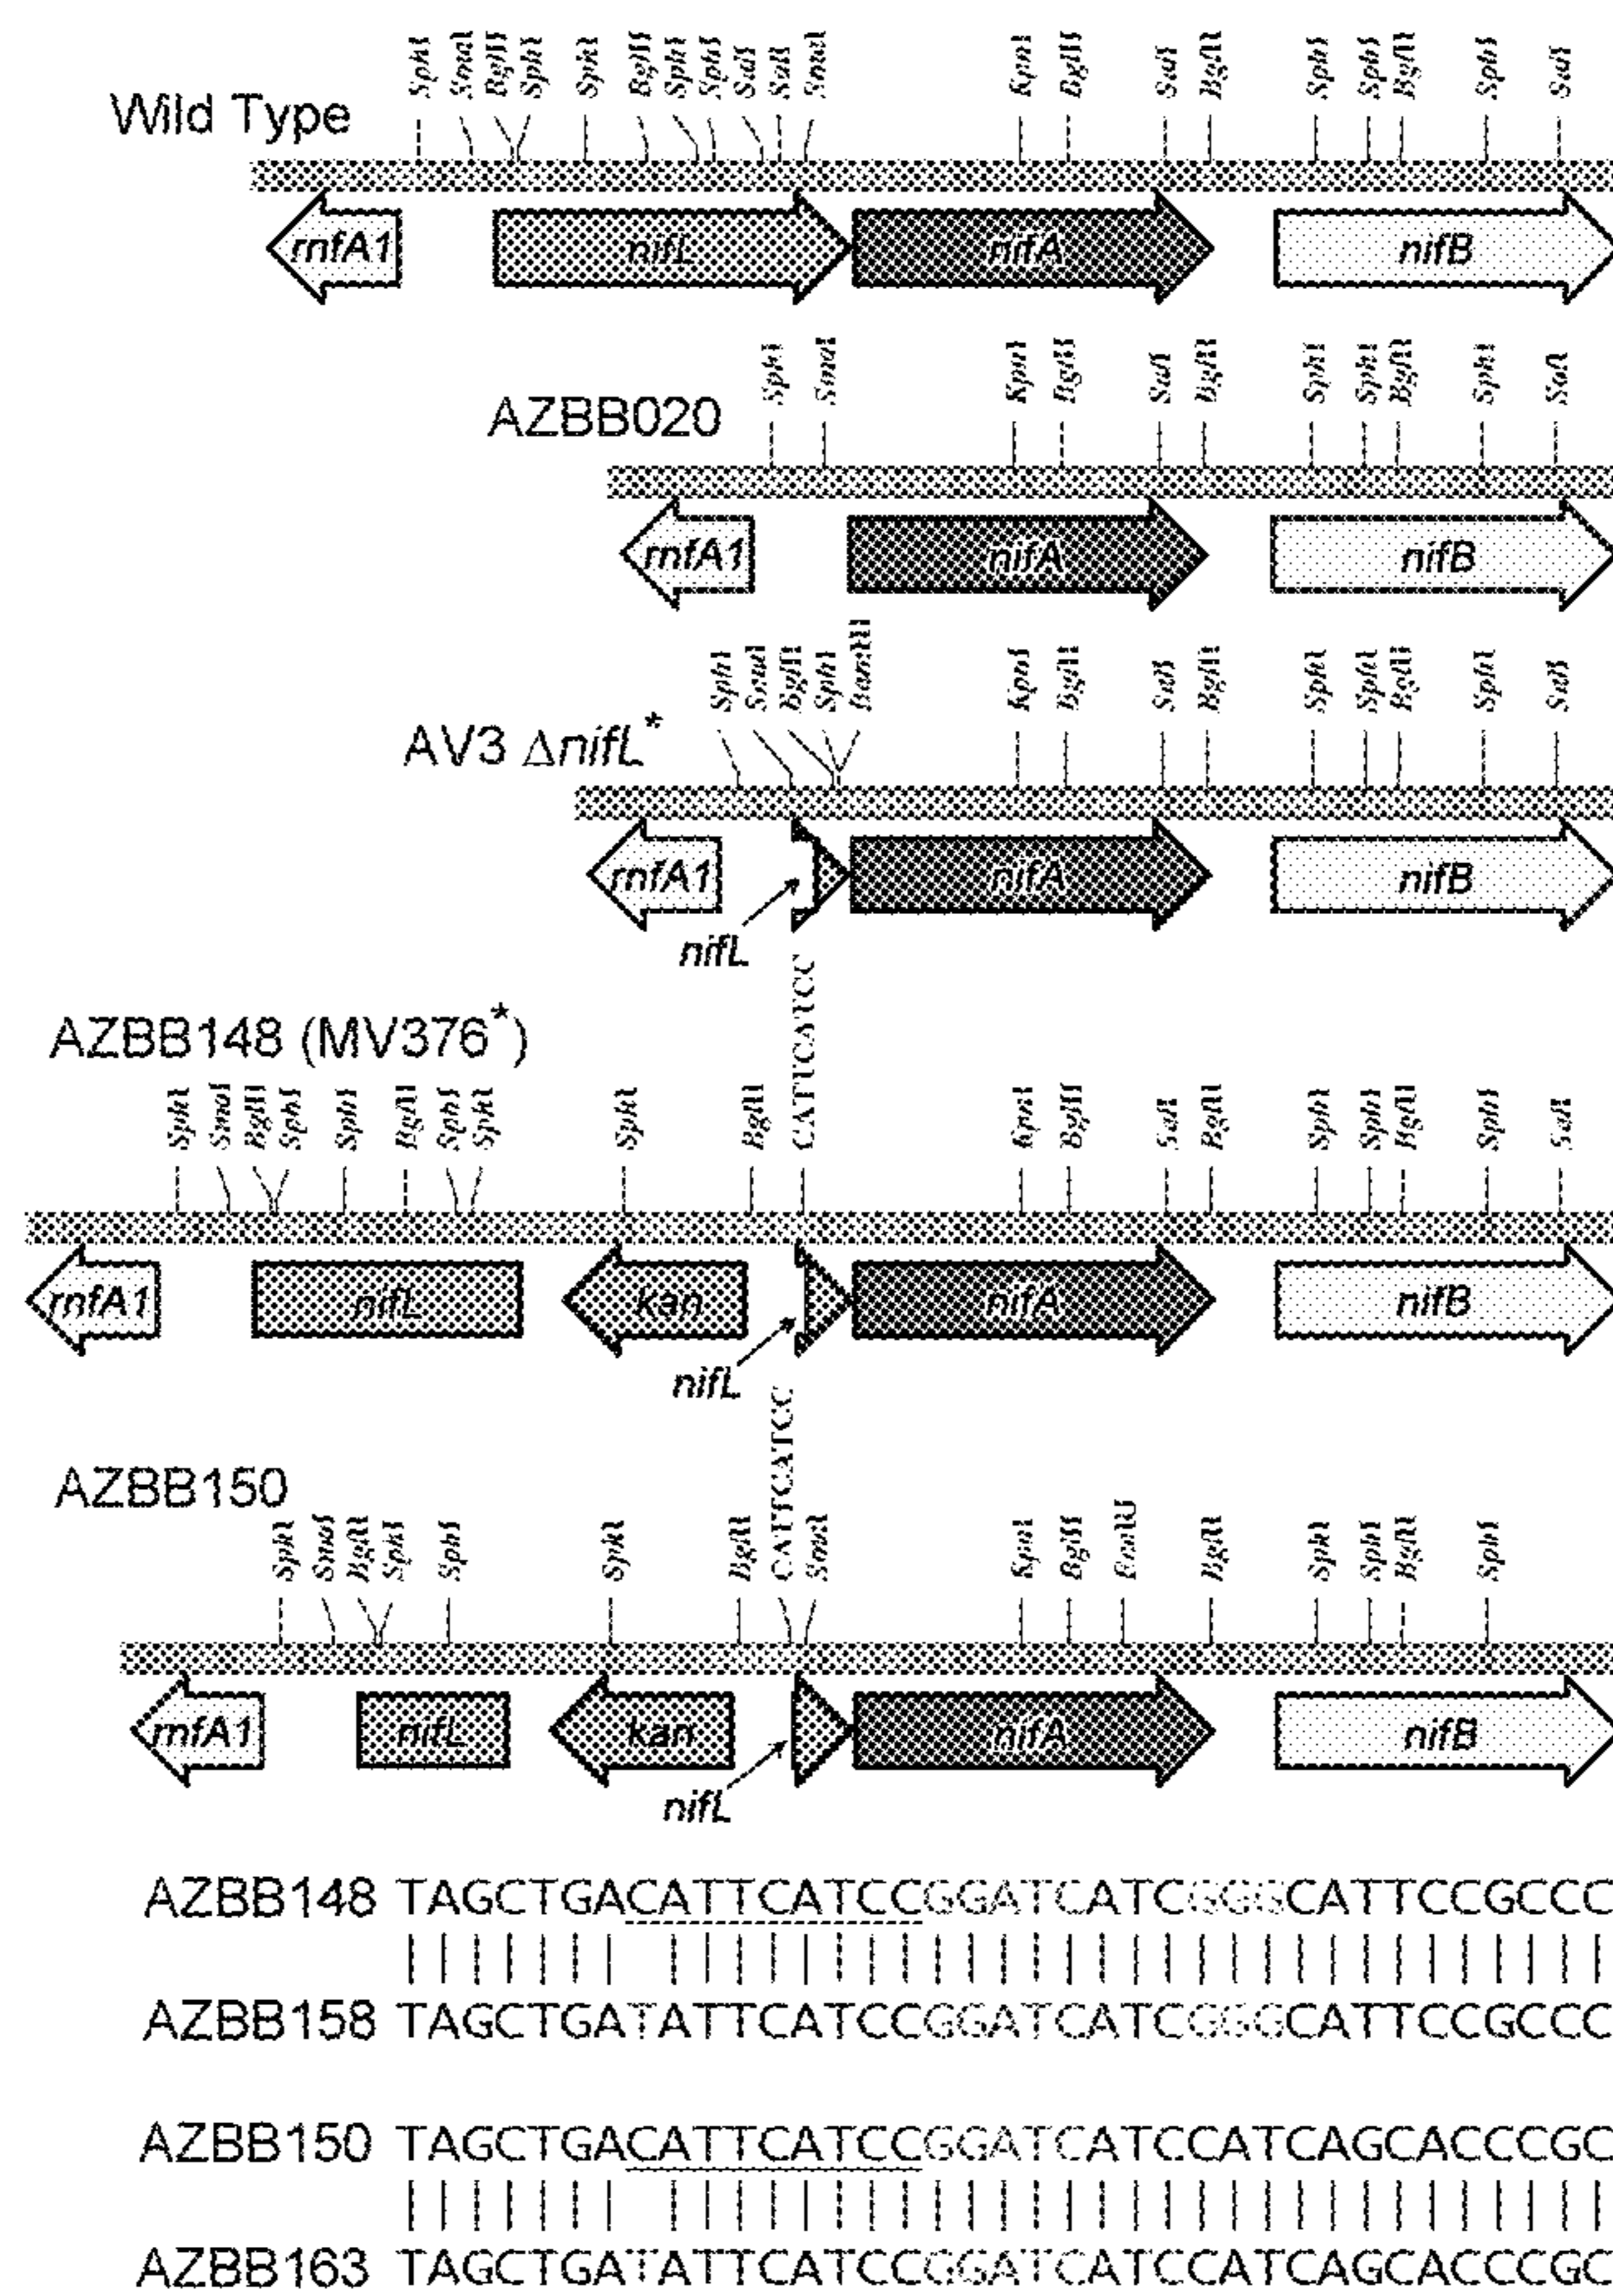 SphI SmaI BglII SphI SphI BglII SphI SphI SalI SalI SmaI KpnI BglII SalI BglII SphI SphI BglII SphI SalI
Wild Type
rnfA1 nifL nifA nifB
SphI SmaI KpnI BglII SalI BglII SphI SphI BglII SphI SalI
AZBB020
rnfA1 nifA nifB
SphI SmaI BglII SphI BamHI KpnI BglII SalI BglII SphI SphI BglII SphI SalI
AV3 ΔnifL*
rnfA1 nifA nifB
nifL
CATTCATCC
AZBB148 (MV376*)
SphI SmaI BglII SphI SphI BglII SphI SphI SphI BglII KpnI BglII SalI BglII SphI SphI BglII SphI SalI
rnfA1 nifL kan nifA nifB
nifL
CATTCATCC
AZBB150
SphI SmaI BglII SphI SphI SphI BglII SmaI KpnI BglII BglII SphI SphI BglII SphI
rnfA1 nifL kan nifA nifB
nifL
AZBB148 TAGCTGACATTCATCCGGATCATCGGGCATTCCGCCC
AZBB158 TAGCTGATATTCATCCGGATCATCGGGCATTCCGCCC
AZBB150 TAGCTGACATTCATCCGGATCATCCATCAGCACCCGC
AZBB163 TAGCTGATATTCATCCGGATCATCCATCAGCACCCGC